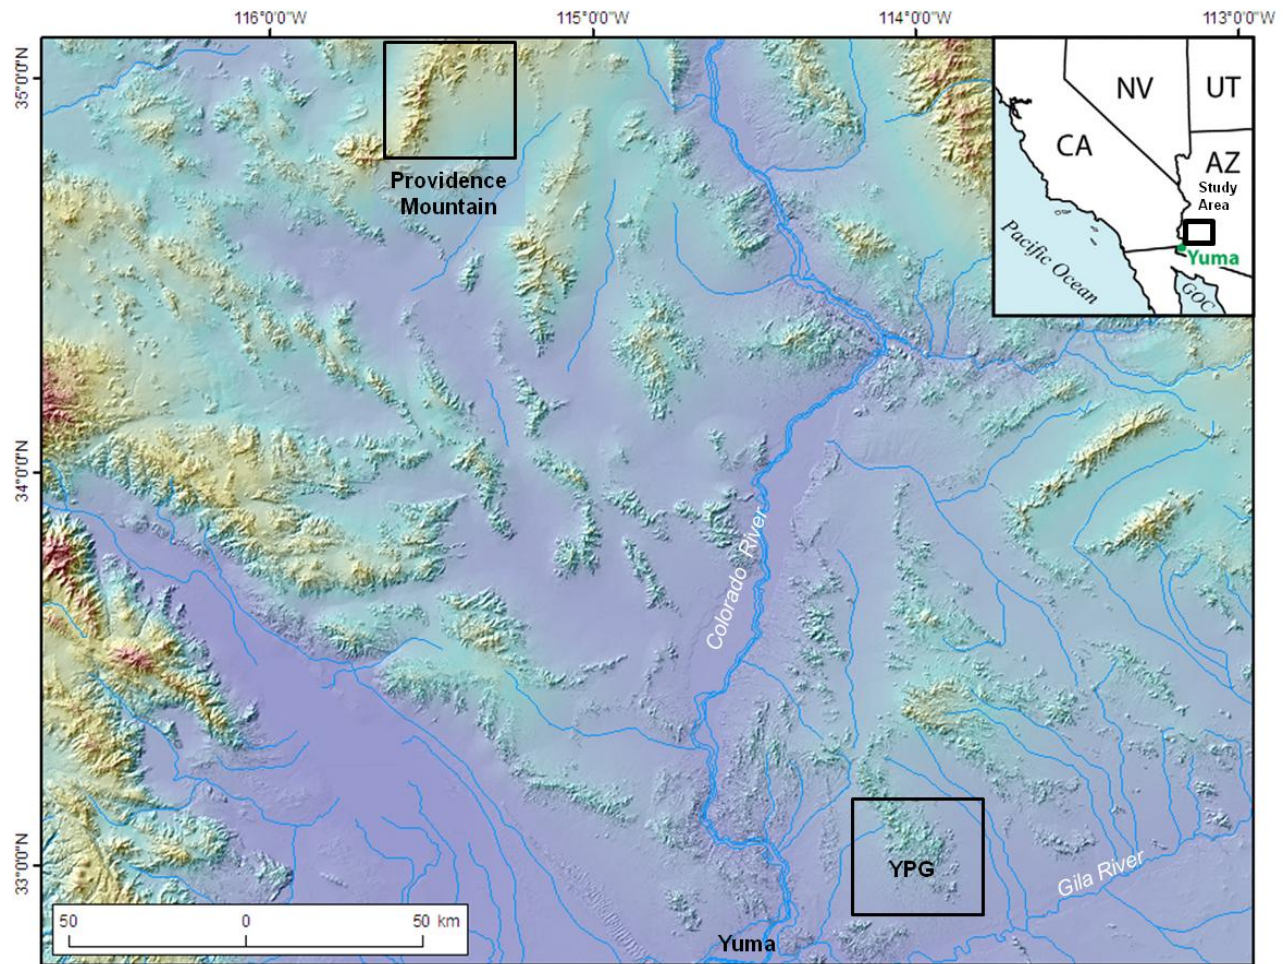 116°0'0"W
115°0'0"W
114°0'0"W
113°0'0"W
35°0'0"N
34°0'0"N
33°0'0"N
Providence
Mountain
NV
UT
CA
AZ
Study
Area
Yuma
Pacific Ocean
GOC
Colorado River
YPG
Gila River
Yuma
50
0
50 km